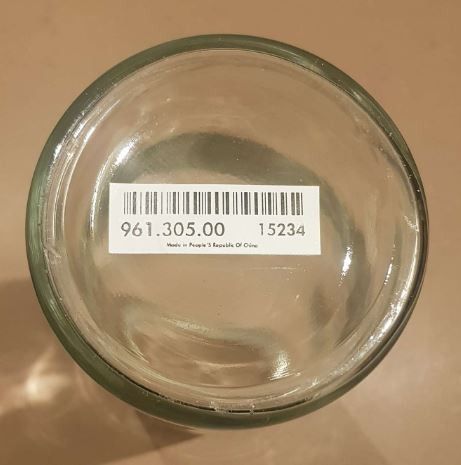 961.305.00 15234
Made in People'S Republic Of China